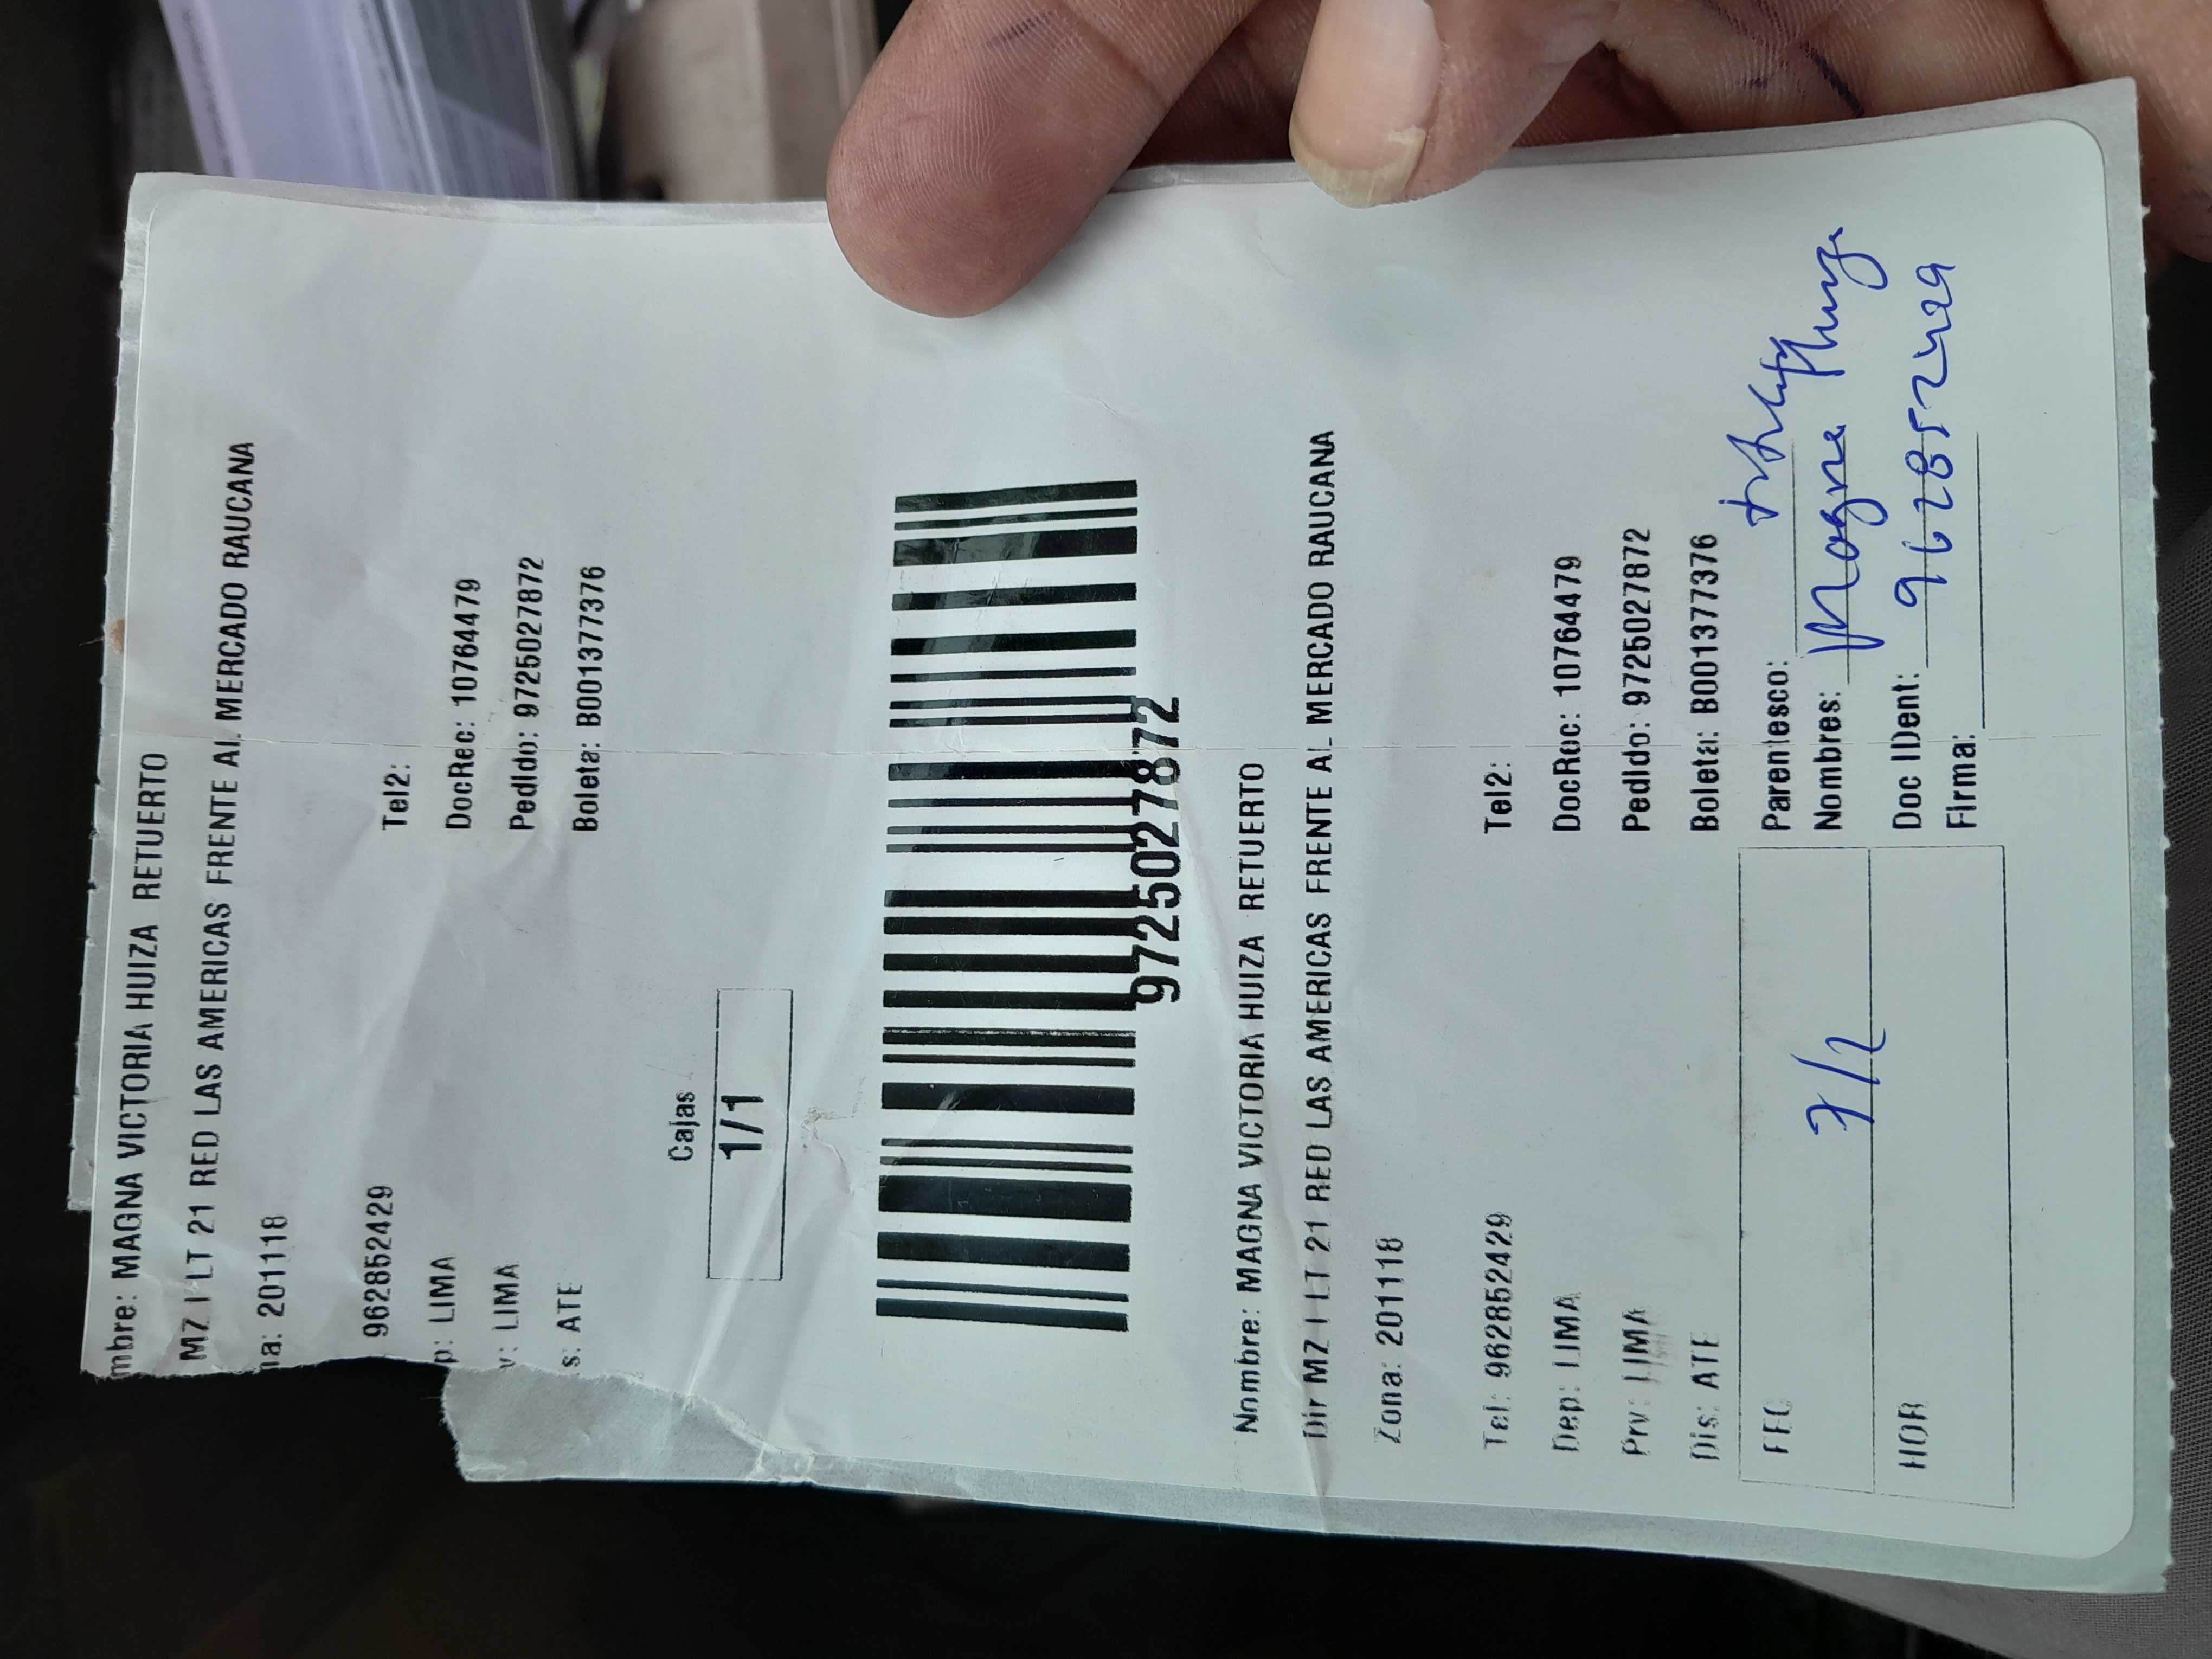 mbre: MAGNA VICTORIA HUIZA RETUERTO
MZ I LT 21 RED LAS AMERICAS FRENTE AL MERCADO RAUCANA
na: 201118
962852429 Tel2:
p: LIMA DocRec: 10764479
v: LIMA Pedido: 9725027872
s: ATE Boleta: B001377376
Cajas
1/1
9725027872
Nombre: MAGNA VICTORIA HUIZA RETUERTO
Dir MZ I LT 21 RED LAS AMERICAS FRENTE AL MERCADO RAUCANA
Zona: 201118
Tel: 962852429 Tel2:
Dep: LIMA DocRec: 10764479
Prv: LIMA Pedido: 9725027872
Dis: ATE Boleta: B001377376
FEC 7/2 Parentesco:
Nombres: Magna
HOR Doc IDent: 962852429
Firma: